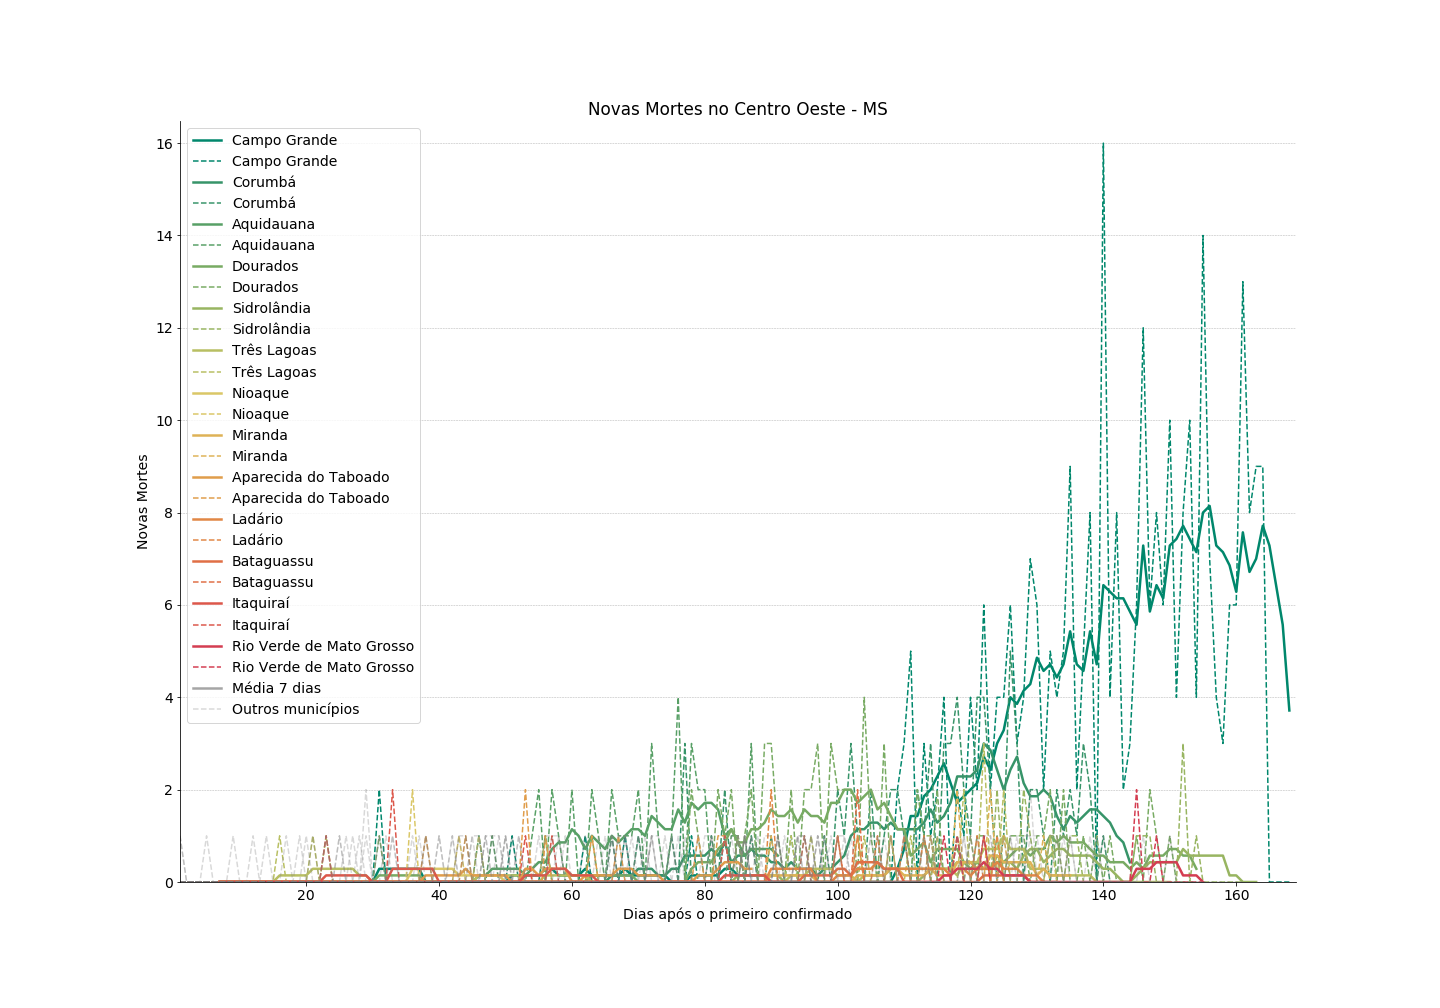 Novas Mortes no Centro Oeste - MS
Campo Grande
Campo Grande
Corumbá
Corumbá
Aquidauana
Aquidauana
Dourados
Dourados
Sidrolândia
Sidrolândia
Três Lagoas
Três Lagoas
Nioaque
Nioaque
Miranda
Miranda
Aparecida do Taboado
Aparecida do Taboado
Ladário
Ladário
Bataguassu
Bataguassu
Itaquiraí
Itaquiraí
Rio Verde de Mato Grosso
Rio Verde de Mato Grosso
Média 7 dias
Outros municípios
Novas Mortes
16
14
12
10
8
6
4
2
0
20 40 60 80 100 120 140 160
Dias após o primeiro confirmado